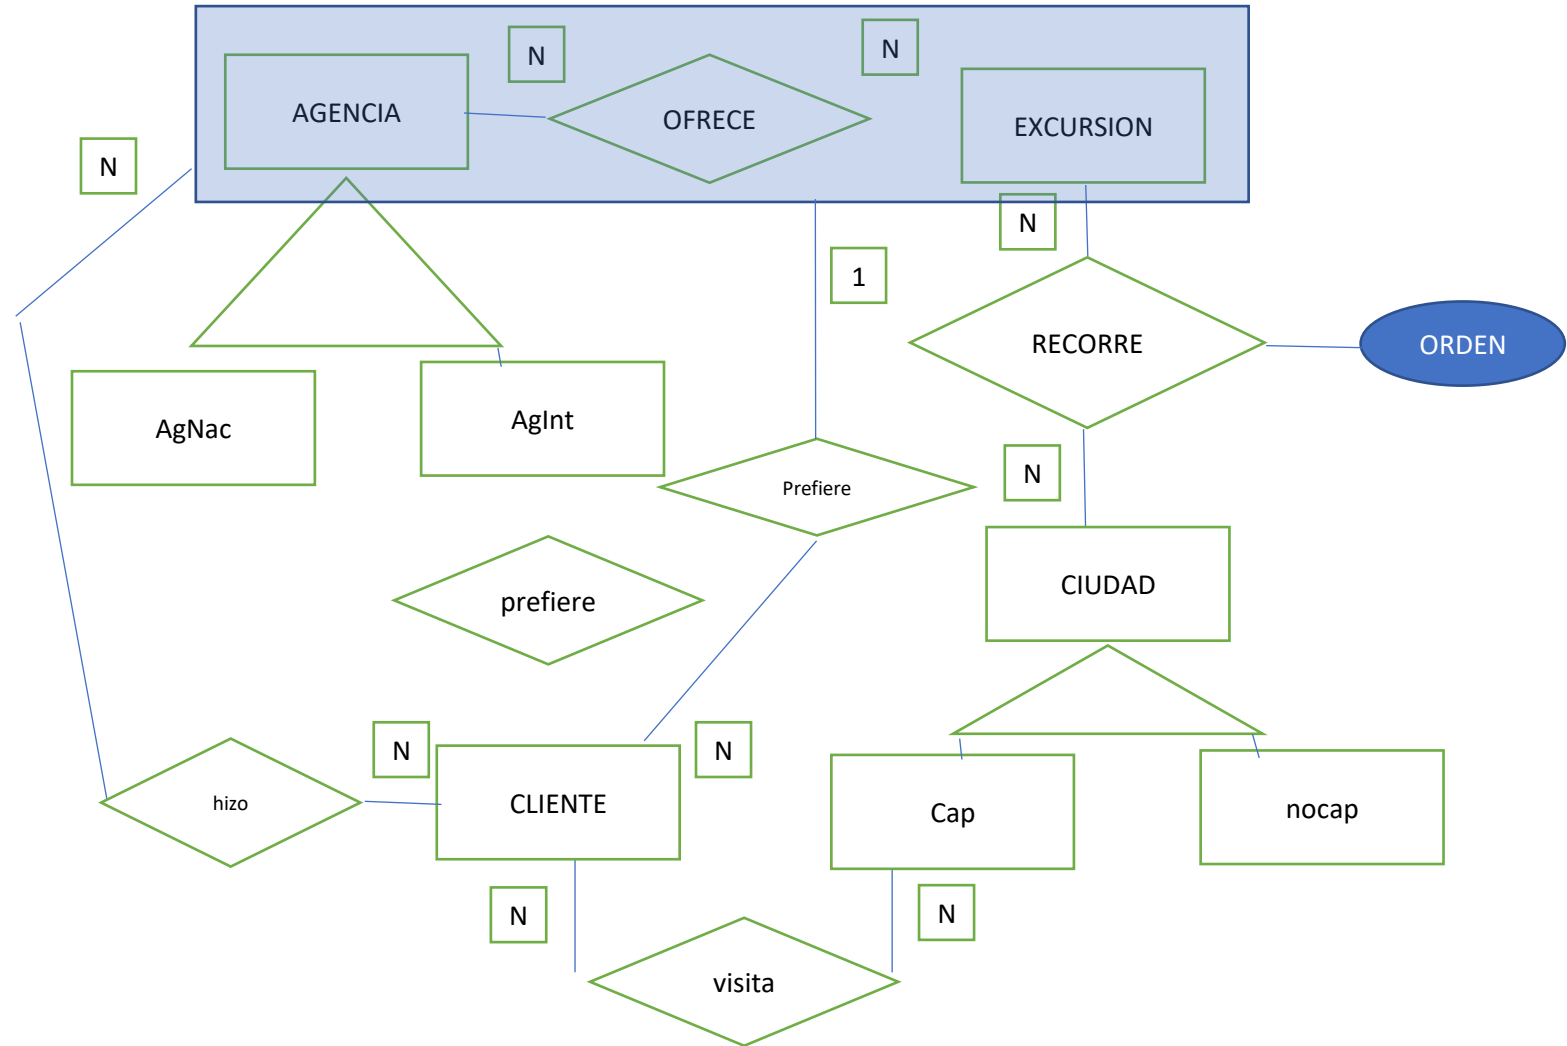 N
N
AGENCIA
OFRECE
EXCURSION
N
N
1
RECORRE
ORDEN
AgNac
AgInt
Prefiere
N
CIUDAD
prefiere
N
N
hizo
CLIENTE
Cap
nocap
N
N
visita